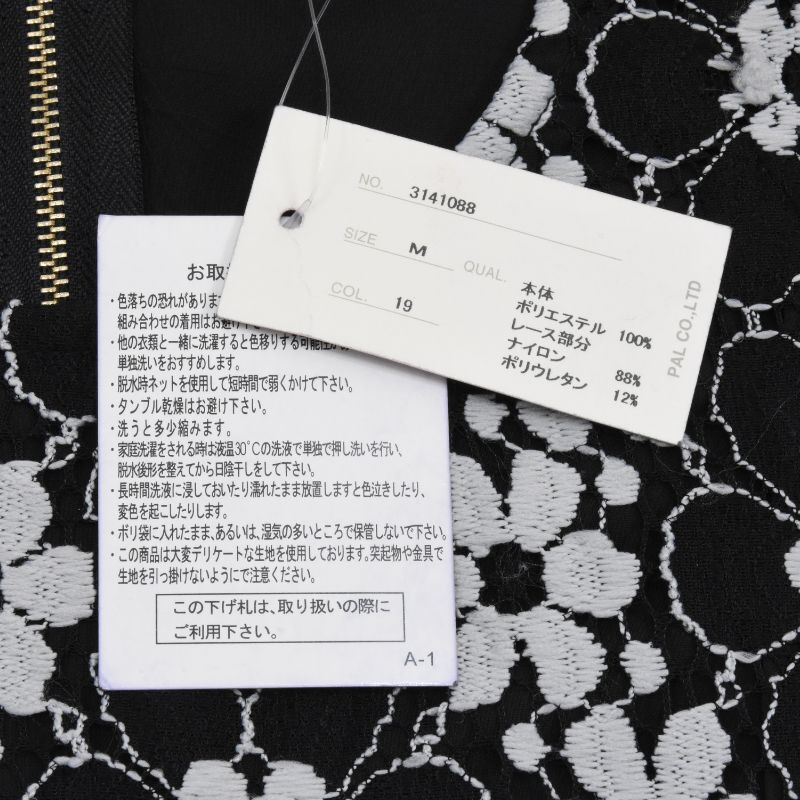 NO. 3141088
SIZE M
COL. 19
QUAL. 本体
ポリエステル 100%
レース部分
ナイロン 88%
ポリウレタン 12%
PAL CO.,LTD
お取
・色落ちの恐れがあります
組み合わせの着用はお避け下さ
・他の衣類と一緒に洗濯すると色移りする可能性が
単独洗いをおすすめします。
・脱水時ネットを使用して短時間で弱くかけて下さい。
・タンブル乾燥はお避け下さい。
・洗うと多少縮みます。
・家庭洗濯をされる時は液温30℃の洗液で単独で押し洗いを行い、
脱水後形を整えてから日陰干しをして下さい。
・長時間洗液に浸しておいたり濡れたまま放置しますと色泣きしたり、
変色を起こしたりします。
・ポリ袋に入れたまま、あるいは、湿気の多いところで保管しないで下さい。
・この商品は大変デリケートな生地を使用しております。突起物や金具で
生地を引っ掛けないようにご注意ください。
この下げ札は、取り扱いの際に
ご利用下さい。
A-1